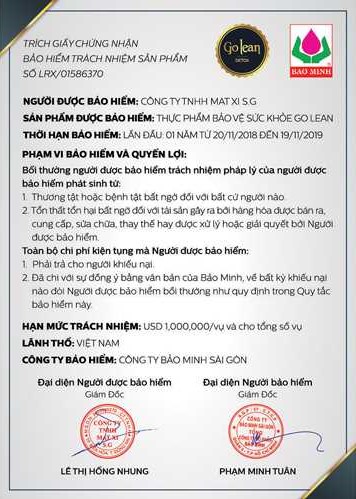 TRÍCH GIẤY CHỨNG NHẬN
BẢO HIỂM TRÁCH NHIỆM SẢN PHẨM
SỐ LRX/01586370
Go lean
DETOX
BAO MINH
NGƯỜI ĐƯỢC BẢO HIỂM: CÔNG TY TNHH MAT XI S.G
SẢN PHẨM ĐƯỢC BẢO HIỂM: THỰC PHẨM BẢO VỆ SỨC KHỎE GO LEAN
THỜI HẠN BẢO HIỂM: LẦN ĐẦU: 01 NĂM TỪ 20/11/2018 ĐẾN 19/11/2019
PHẠM VI BẢO HIỂM VÀ QUYỀN LỢI:
Bồi thường người được bảo hiểm trách nhiệm pháp lý của người được
bảo hiểm phát sinh từ:
1. Thương tật hoặc bệnh tật bất ngờ đối với bất cứ người nào.
2. Tổn thất tổn hại bất ngờ đối với tài sản gây ra bởi hàng hóa được bán ra,
cung cấp, sửa chữa, thay thế hay được xử lý hoặc giải quyết bởi Người
được bảo hiểm.
Toàn bộ chi phí kiện tụng mà Người được bảo hiểm:
1. Phải trả cho người khiếu nại.
2. Đã chi với sự đồng ý bằng văn bản của Bảo Minh, về bất kỳ khiếu nại
nào đòi Người được bảo hiểm bồi thường như quy định trong Quy tắc
bảo hiểm này.
HẠN MỨC TRÁCH NHIỆM: USD 1,000,000/vụ và cho tổng số vụ
LÃNH THỔ: VIỆT NAM
CÔNG TY BẢO HIỂM: CÔNG TY BẢO MINH SÀI GÒN
Đại diện Người được bảo hiểm
Giám Đốc
CÔNG TY
TNHH
MAT XI
S.G
LÊ THỊ HỒNG NHUNG
Đại diện Người bảo hiểm
Giám Đốc
CÔNG TY
BẢO MINH SÀI GÒN
TỔNG
PHẠM MINH TUÂN